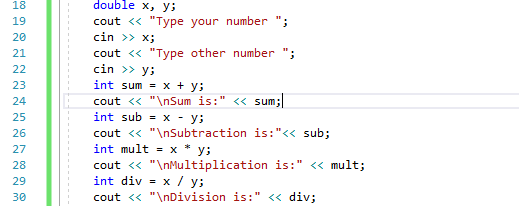 18 double x, y;
19 cout << "Type your number ";
20 cin >> x;
21 cout << "Type other number ";
22 cin >> y;
23 int sum = x + y;
24 cout << "\nSum is:" << sum;
25 int sub = x - y;
26 cout << "\nSubtraction is:"<< sub;
27 int mult = x * y;
28 cout << "\nMultiplication is:" << mult;
29 int div = x / y;
30 cout << "\nDivision is:" << div;